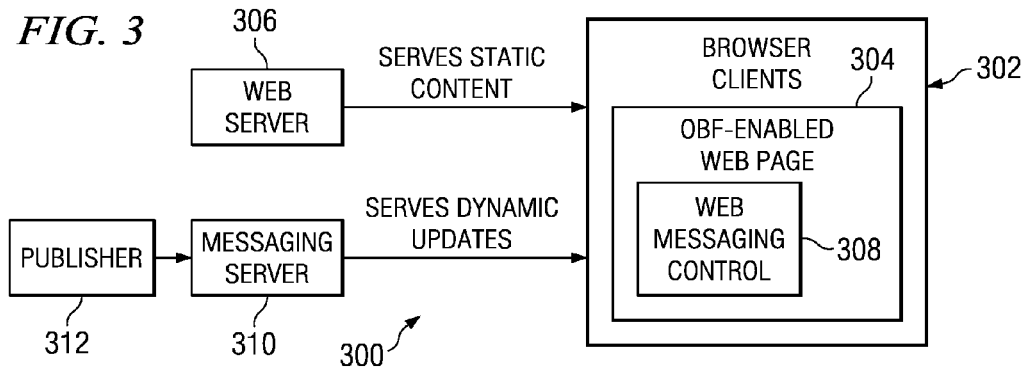 FIG. 3
306
WEB
SERVER
SERVES STATIC
CONTENT
BROWSER
CLIENTS
304
302
OBF-ENABLED
WEB PAGE
WEB
MESSAGING
CONTROL
308
PUBLISHER
312
MESSAGING
SERVER
310
SERVES DYNAMIC
UPDATES
300